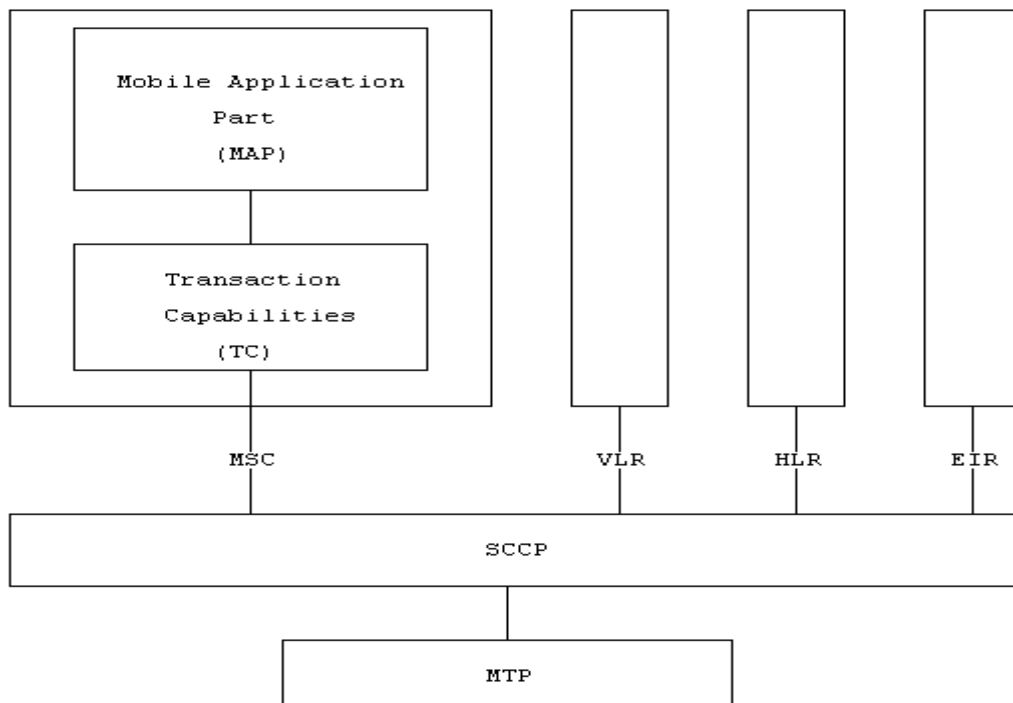 Mobile Application
Part
(MAP)
Transaction
Capabilities
(TC)
MSC
VLR
HLR
EIR
SCCP
MTP